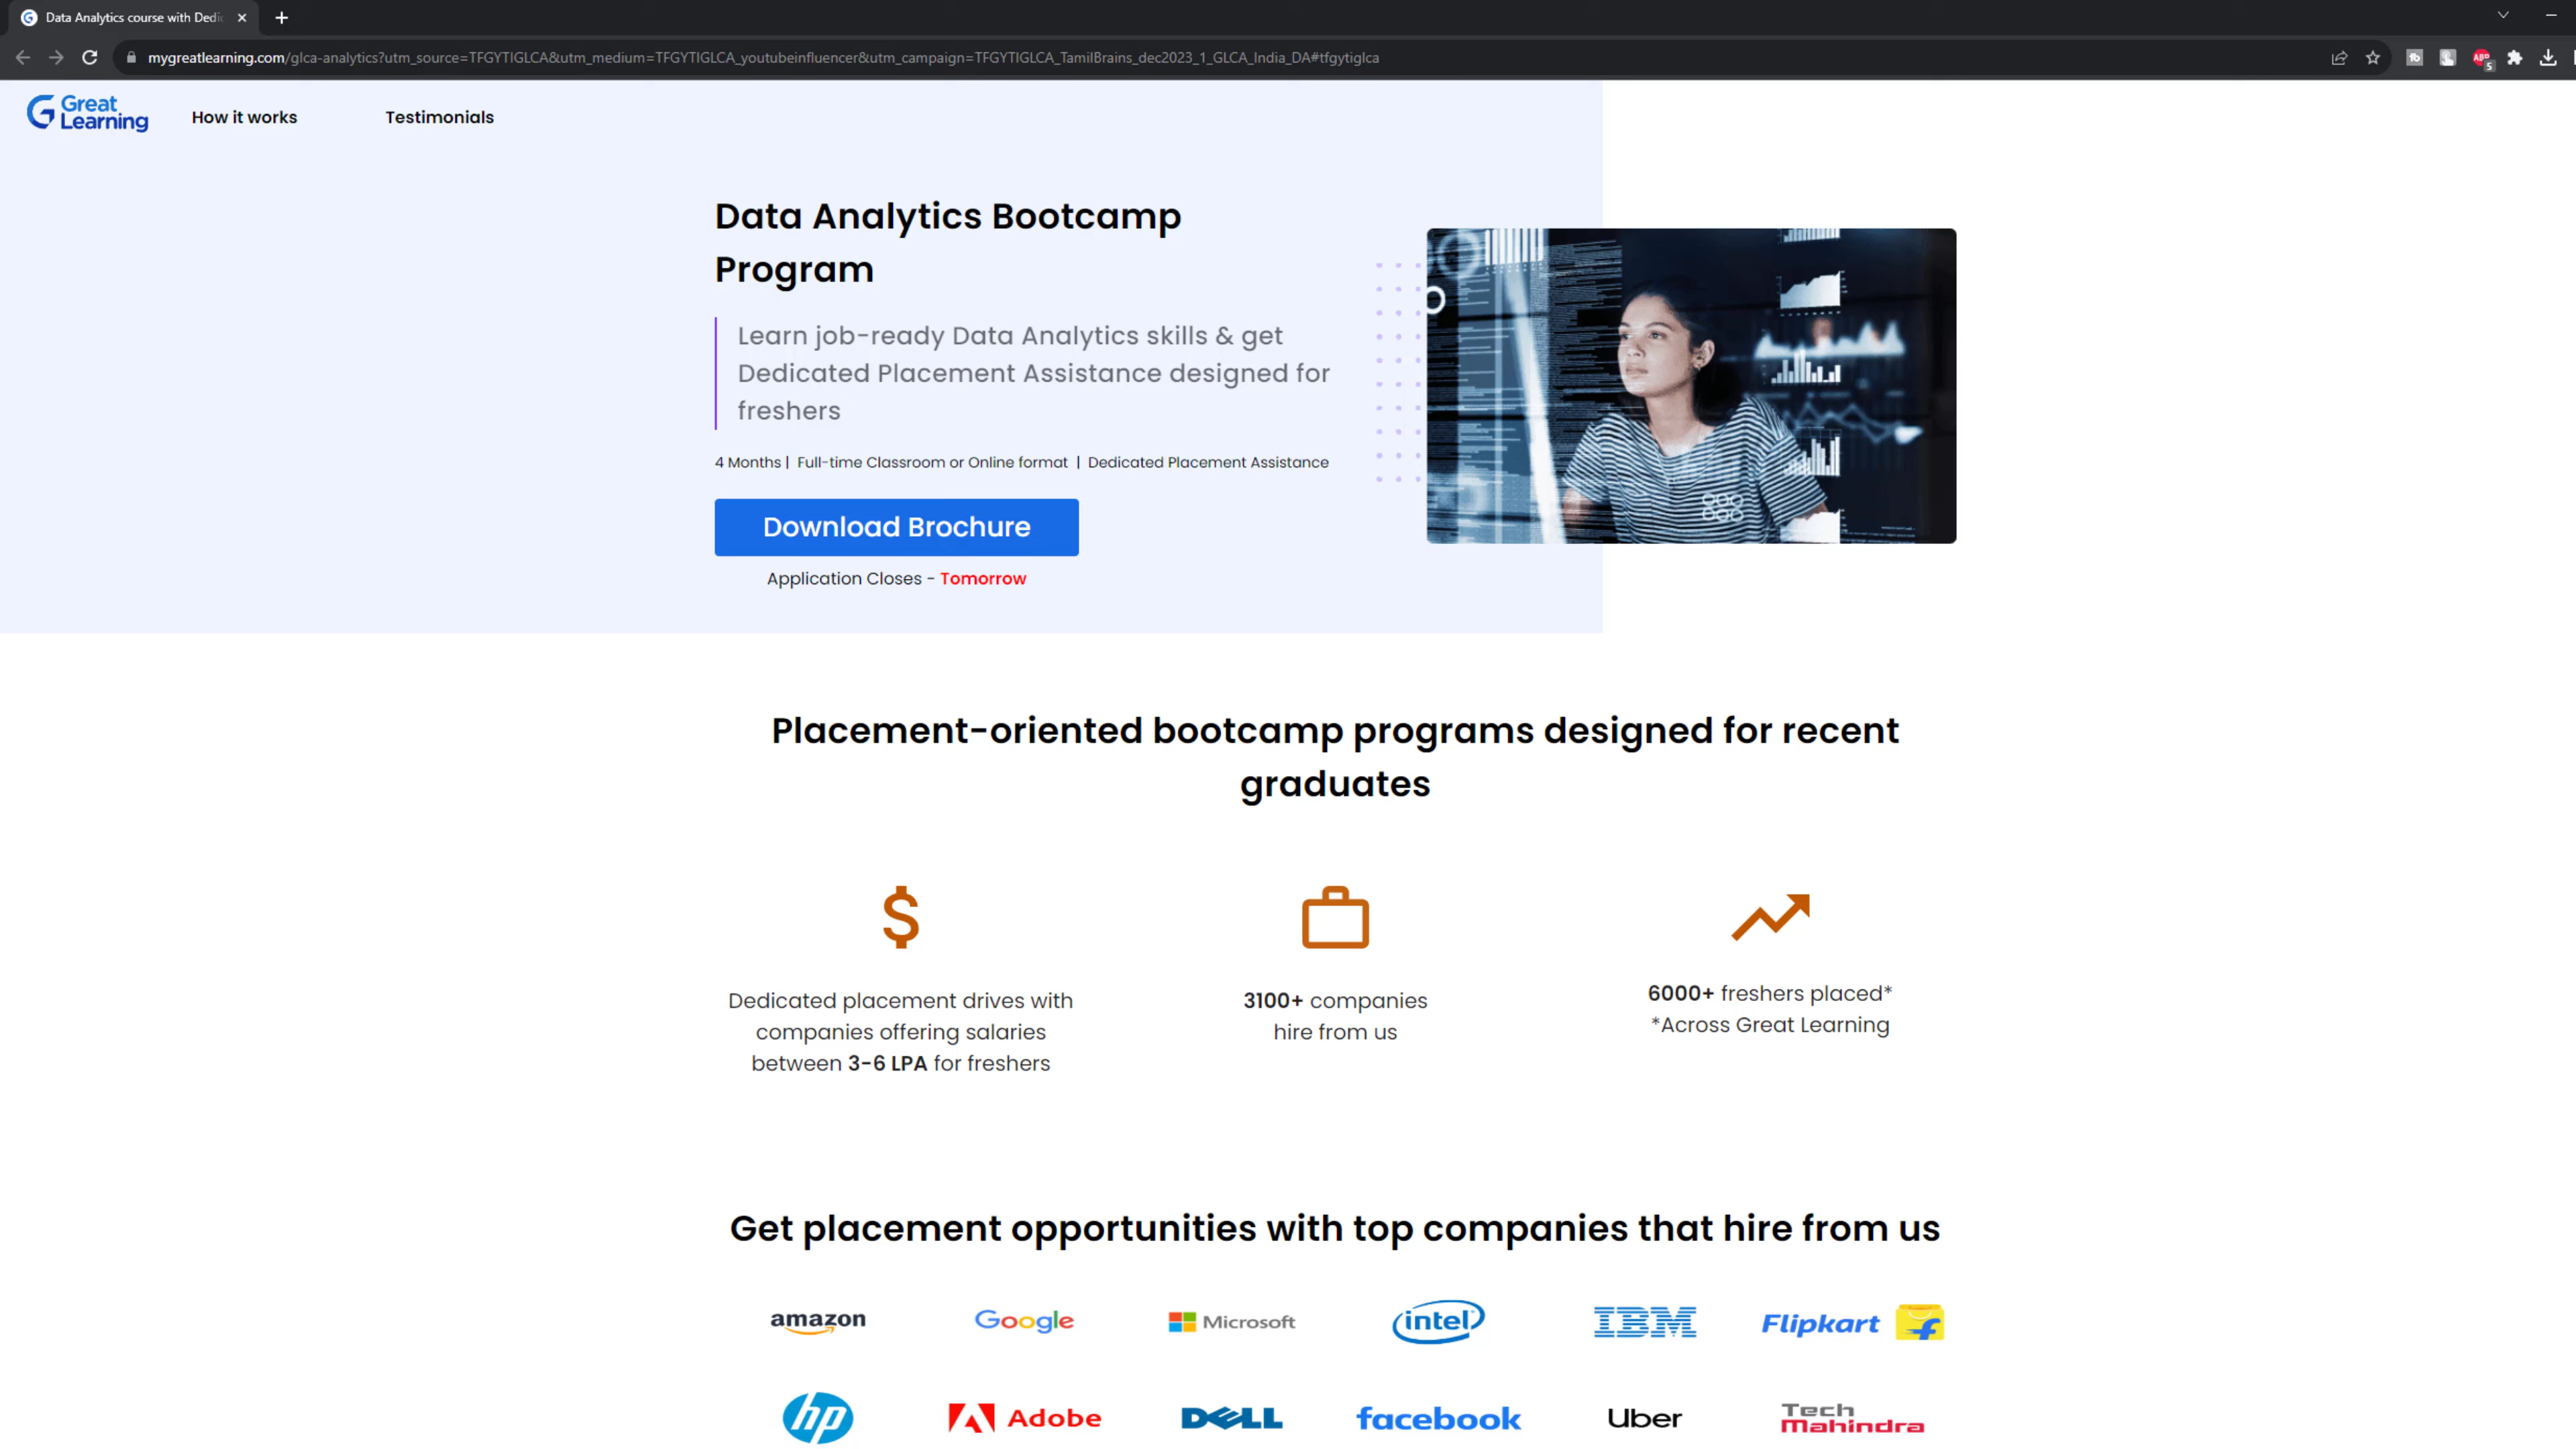 Data Analytics course with Dedi
mygreatlearning.com/glca-analytics?utm_source=TFGYTIGLCA&utm_medium=TFGYTIGLCA_youtubeinfluencer&utm_campaign=TFGYTIGLCA_TamilBrains_dec2023_1_GLCA_India_DA#tfgytiglca
ABP
5
Great
Learning
How it works
Testimonials
Data Analytics Bootcamp
Program
Learn job-ready Data Analytics skills & get
Dedicated Placement Assistance designed for
freshers
4 Months | Full-time Classroom or Online format | Dedicated Placement Assistance
Download Brochure
Application Closes - Tomorrow
Placement-oriented bootcamp programs designed for recent
graduates
Dedicated placement drives with
companies offering salaries
between 3-6 LPA for freshers
3100+ companies
hire from us
6000+ freshers placed*
*Across Great Learning
Get placement opportunities with top companies that hire from us
amazon
Google
Microsoft
intel
IBM
Flipkart
hp
Adobe
DELL
facebook
Uber
Tech
Mahindra